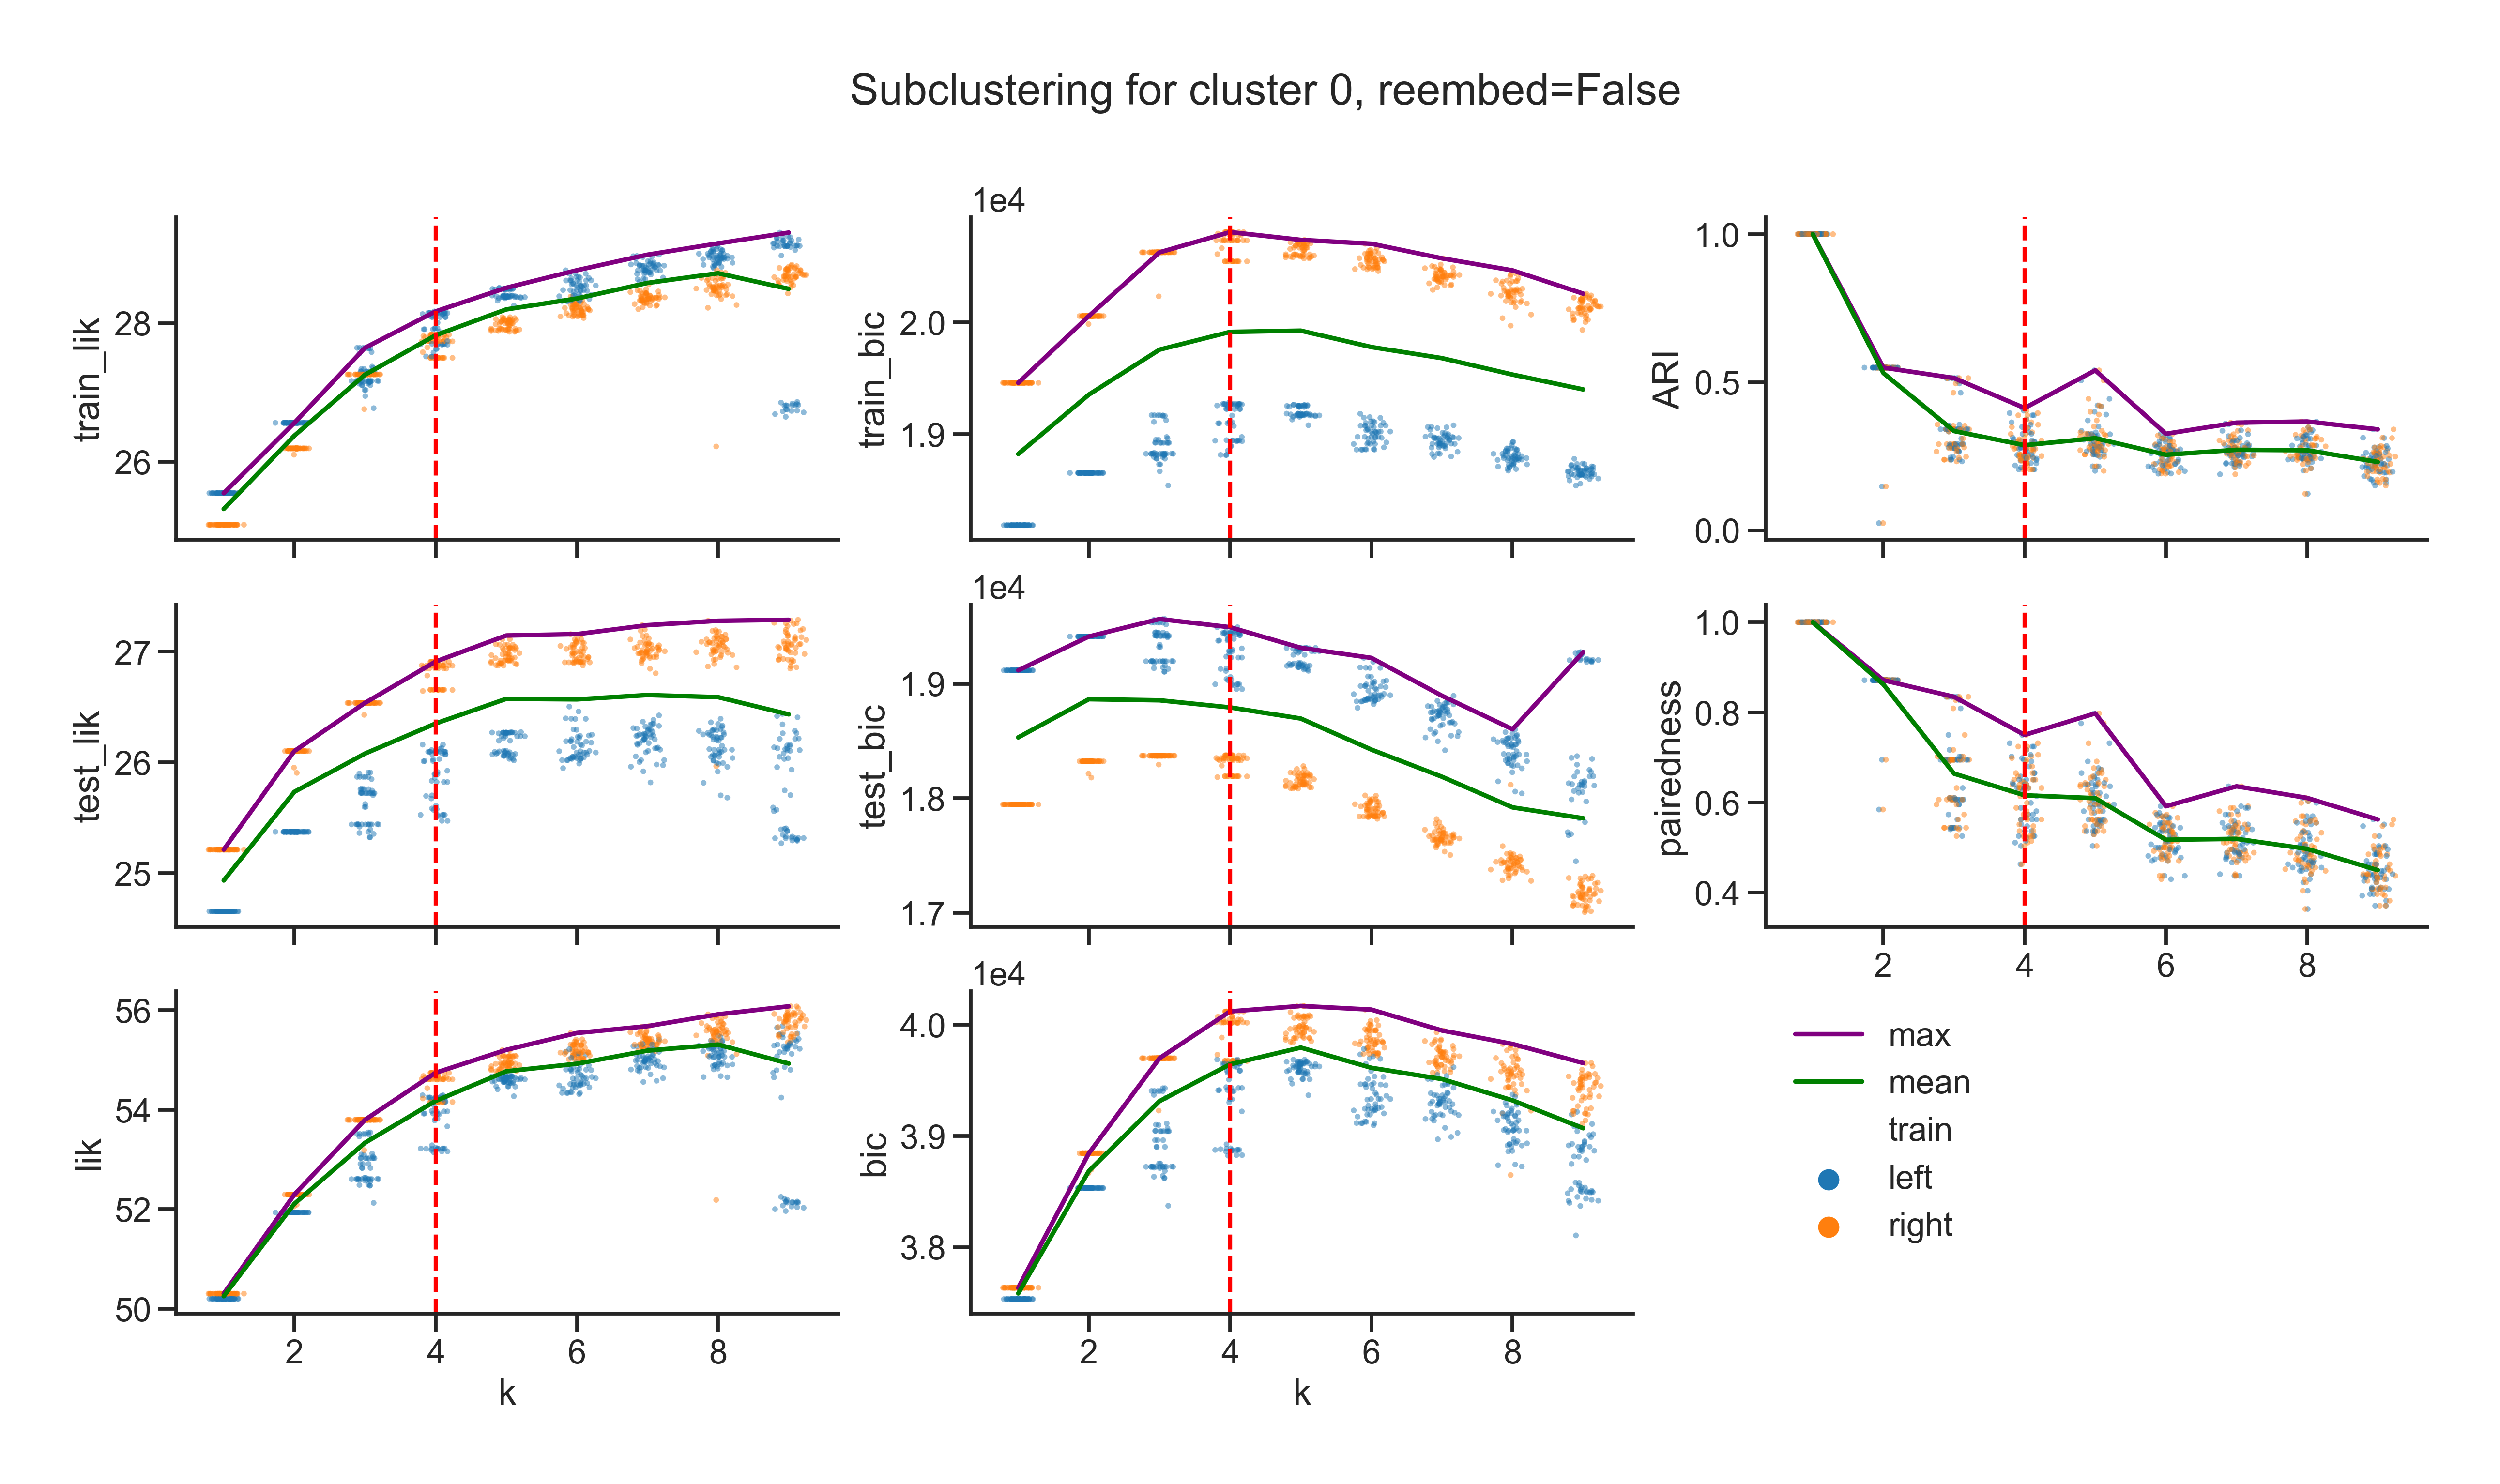 Subclustering for cluster 0, reembed=False
train_lik
28
26
1e4
train_bic
2.0
1.9
ARI
1.0
0.5
0.0
test_lik
27
26
25
1e4
test_bic
1.9
1.8
1.7
pairedness
1.0
0.8
0.6
0.4
2 4 6 8
lik
56
54
52
50
2 4 6 8
k
1e4
bic
4.0
3.9
3.8
2 4 6 8
k
max
mean
train
left
right